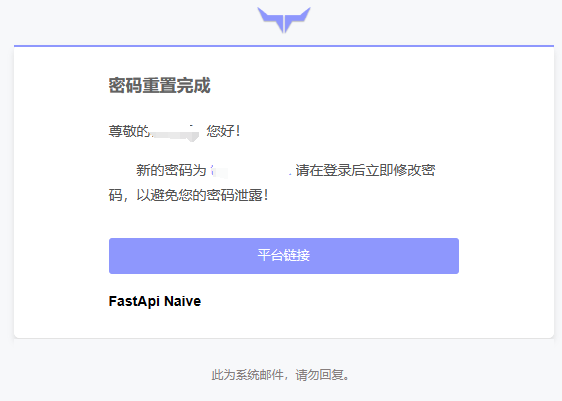 密码重置完成
尊敬的 您好！
新的密码为 请在登录后立即修改密
码，以避免您的密码泄露！
平台链接
FastApi Naive
此为系统邮件，请勿回复。